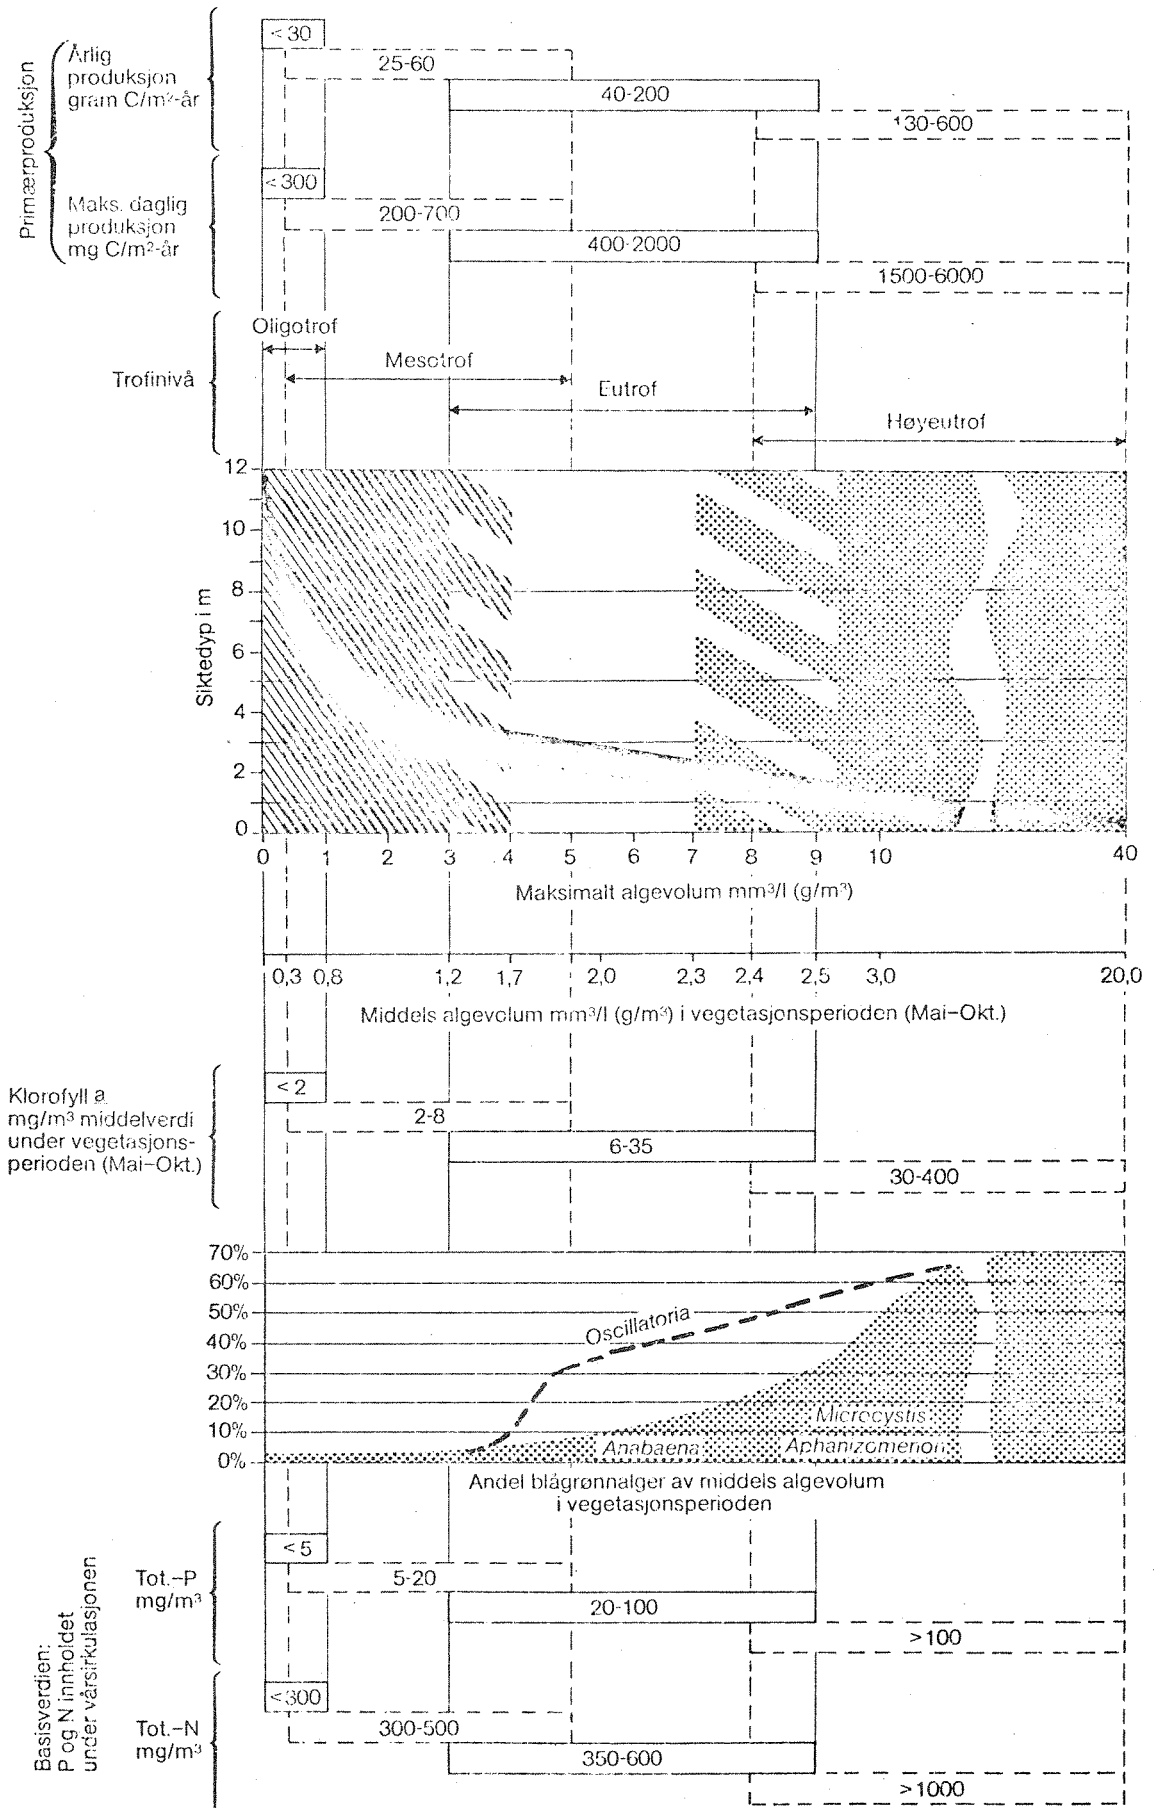 Primærproduksjon
Årlig
produksjon
gram C/m²-år
<30
25-60
40-200
130-600
Maks. daglig
produksjon
mg C/m²-år
<300
200-700
400-2000
1500-6000
Trofinivå
Oligotrof
Mesotrof
Eutrof
Høyeutrof
Siktedyp i m
12
10
8
6
4
2
0
0 1 2 3 4 5 6 7 8 9 10 40
Maksimalt algevolum mm³/l (g/m³)
0,3 0,8 1,2 1,7 2,0 2,3 2,4 2,5 3,0 20,0
Middels algevolum mm³/l (g/m³) i vegetasjonsperioden (Mai–Okt.)
Klorofyll a
mg/m³ middelverdi
under vegetasjons-
perioden (Mai–Okt.)
<2
2-8
6-35
30-400
70%
60%
50%
40%
30%
20%
10%
0%
Oscillatoria
Microcystis
Anabaena
Aphanizomenon
Andel blågrønnalger av middels algevolum
i vegetasjonsperioden
Basisverdien:
P og N innholdet
under vårsirkulasjonen
Tot.–P
mg/m³
<5
5-20
20-100
>100
Tot.–N
mg/m³
<300
300-500
350-600
>1000